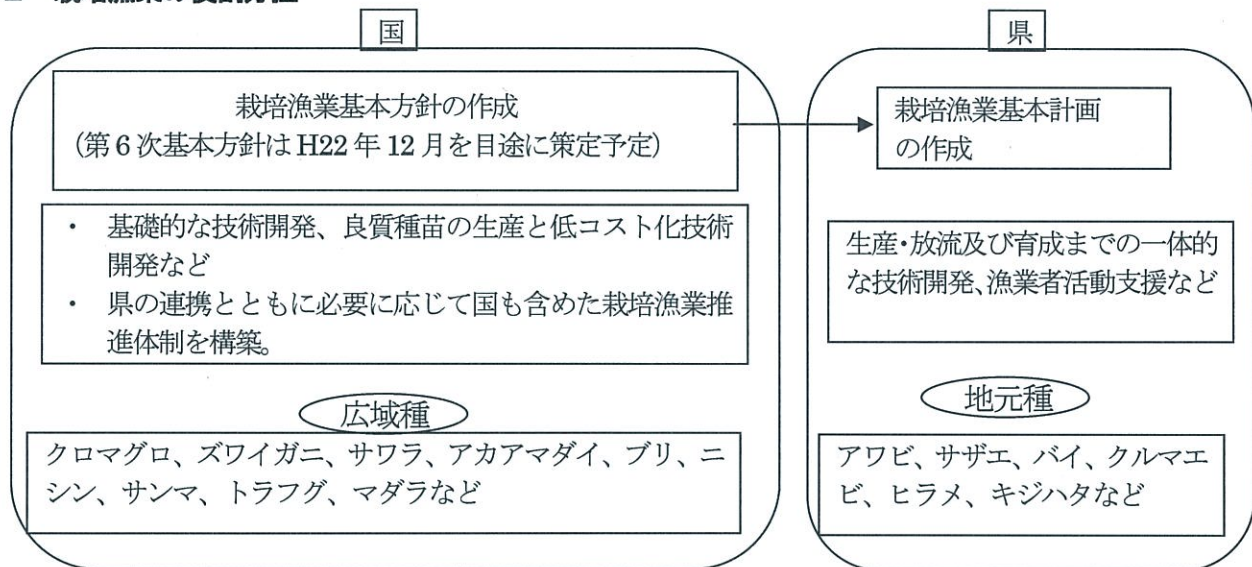 国
栽培漁業基本方針の作成
(第6次基本方針は H22 年 12 月を目途に策定予定)
・ 基礎的な技術開発、良質種苗の生産と低コスト化技術
開発など
・ 県の連携とともに必要に応じて国も含めた栽培漁業推
進体制を構築。
広域種
クロマグロ、ズワイガニ、サワラ、アカアマダイ、ブリ、ニ
シン、サンマ、トラフグ、マダラなど
県
栽培漁業基本計画
の作成
生産・放流及び育成までの一体的
な技術開発、漁業者活動支援など
地元種
アワビ、サザエ、バイ、クルマエ
ビ、ヒラメ、キジハタなど